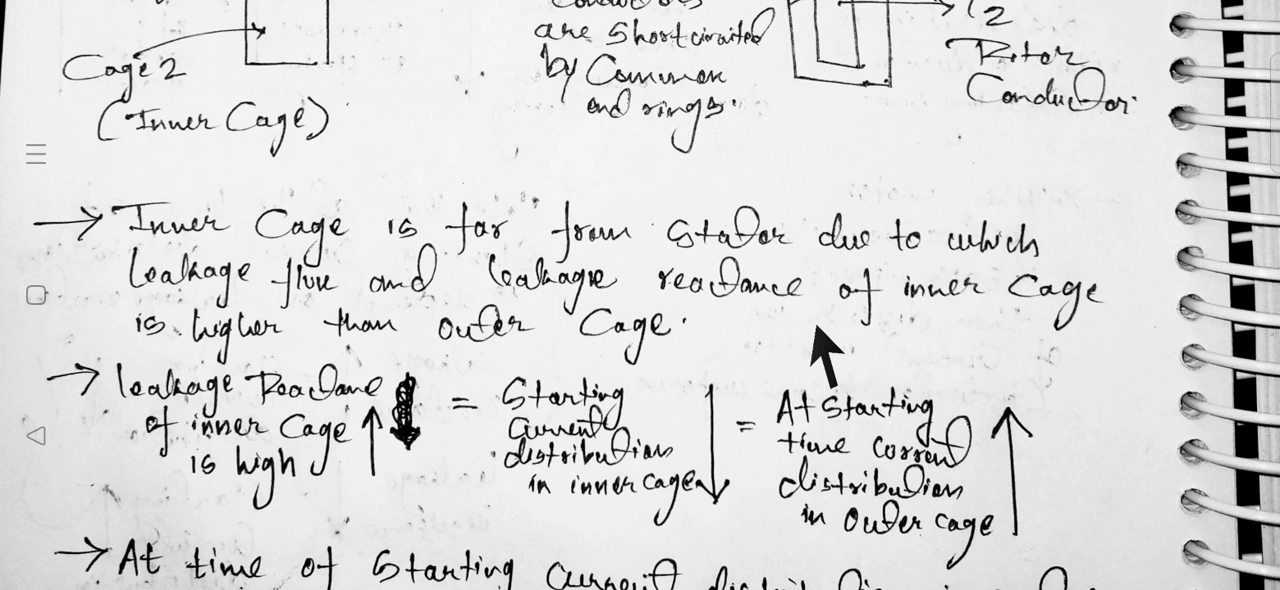 Cage 2
(Inner Cage)
are Shortcircuited
by Common
end rings.
Rotor
Conductor
→ Inner Cage is far from Stator due to which
leakage flux and leakage reactance of inner Cage
is higher than outer Cage.
→ leakage Reactane
of inner Cage ↑
is high
= Starting
Current
distribution
in inner cage ↓
= At Starting
time current
distribution
in outer cage ↑
→ At time of Starting Current